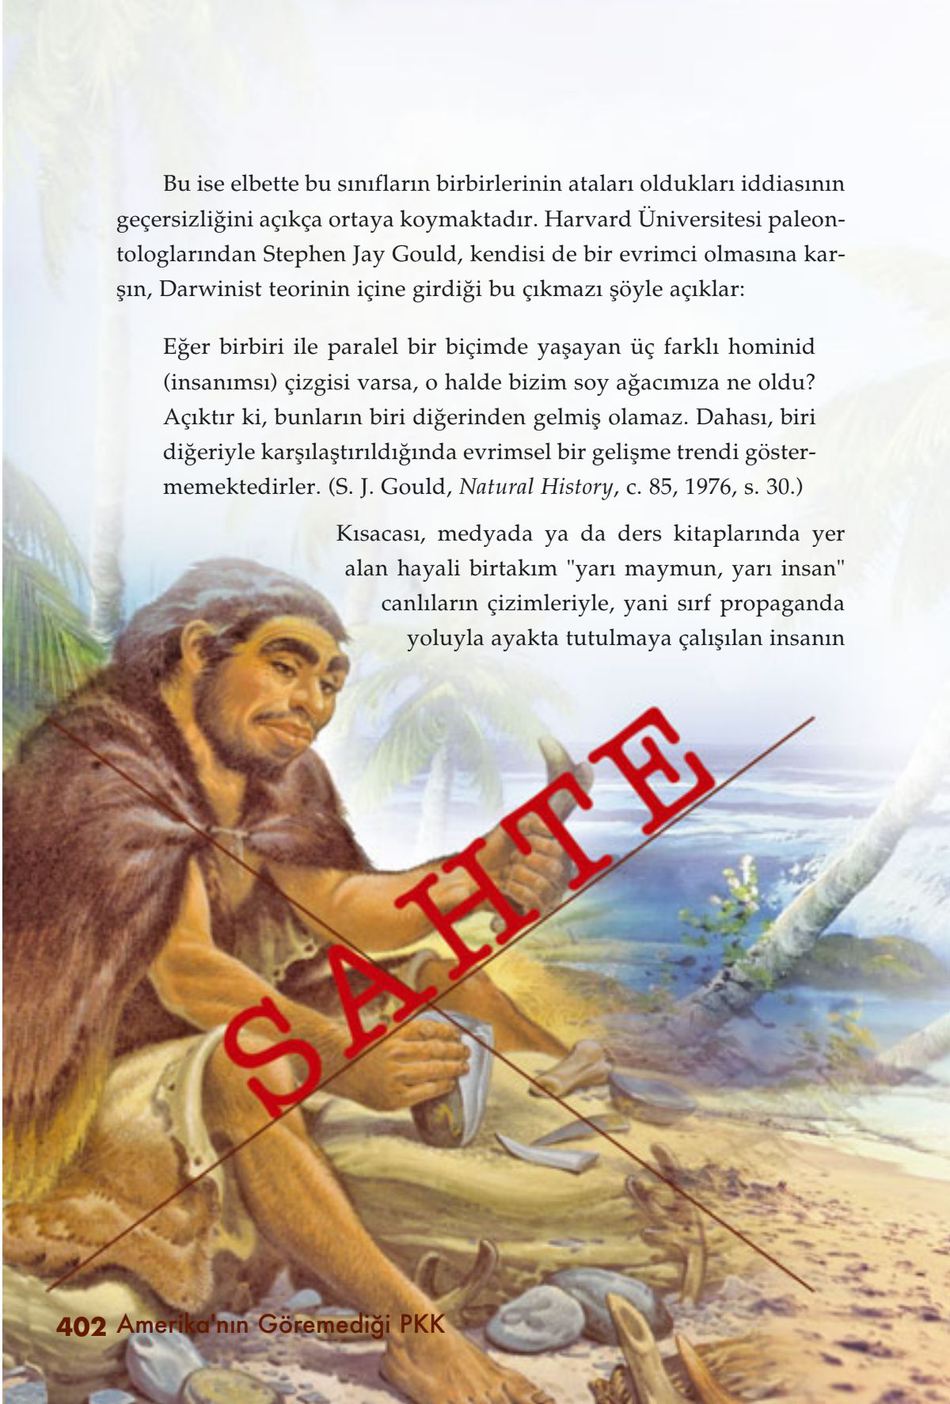 Bu ise elbette bu sınıfların birbirlerinin ataları oldukları iddiasının
geçersizliğini açıkça ortaya koymaktadır. Harvard Üniversitesi paleon-
tologlarından Stephen Jay Gould, kendisi de bir evrimci olmasına kar-
şın, Darwinist teorinin içine girdiği bu çıkmazı şöyle açıklar:
Eğer birbiri ile paralel bir biçimde yaşayan üç farklı hominid
(insanımsı) çizgisi varsa, o halde bizim soy ağacımıza ne oldu?
Açıktır ki, bunların biri diğerinden gelmiş olamaz. Dahası, biri
diğeriyle karşılaştırıldığında evrimsel bir gelişme trendi göster-
memektedirler. (S. J. Gould, Natural History, c. 85, 1976, s. 30.)
Kısacası, medyada ya da ders kitaplarında yer
alan hayali birtakım "yarı maymun, yarı insan"
canlıların çizimleriyle, yani sırf propaganda
yoluyla ayakta tutulmaya çalışılan insanın
SAHTE
402 Amerika'nın Göremediği PKK